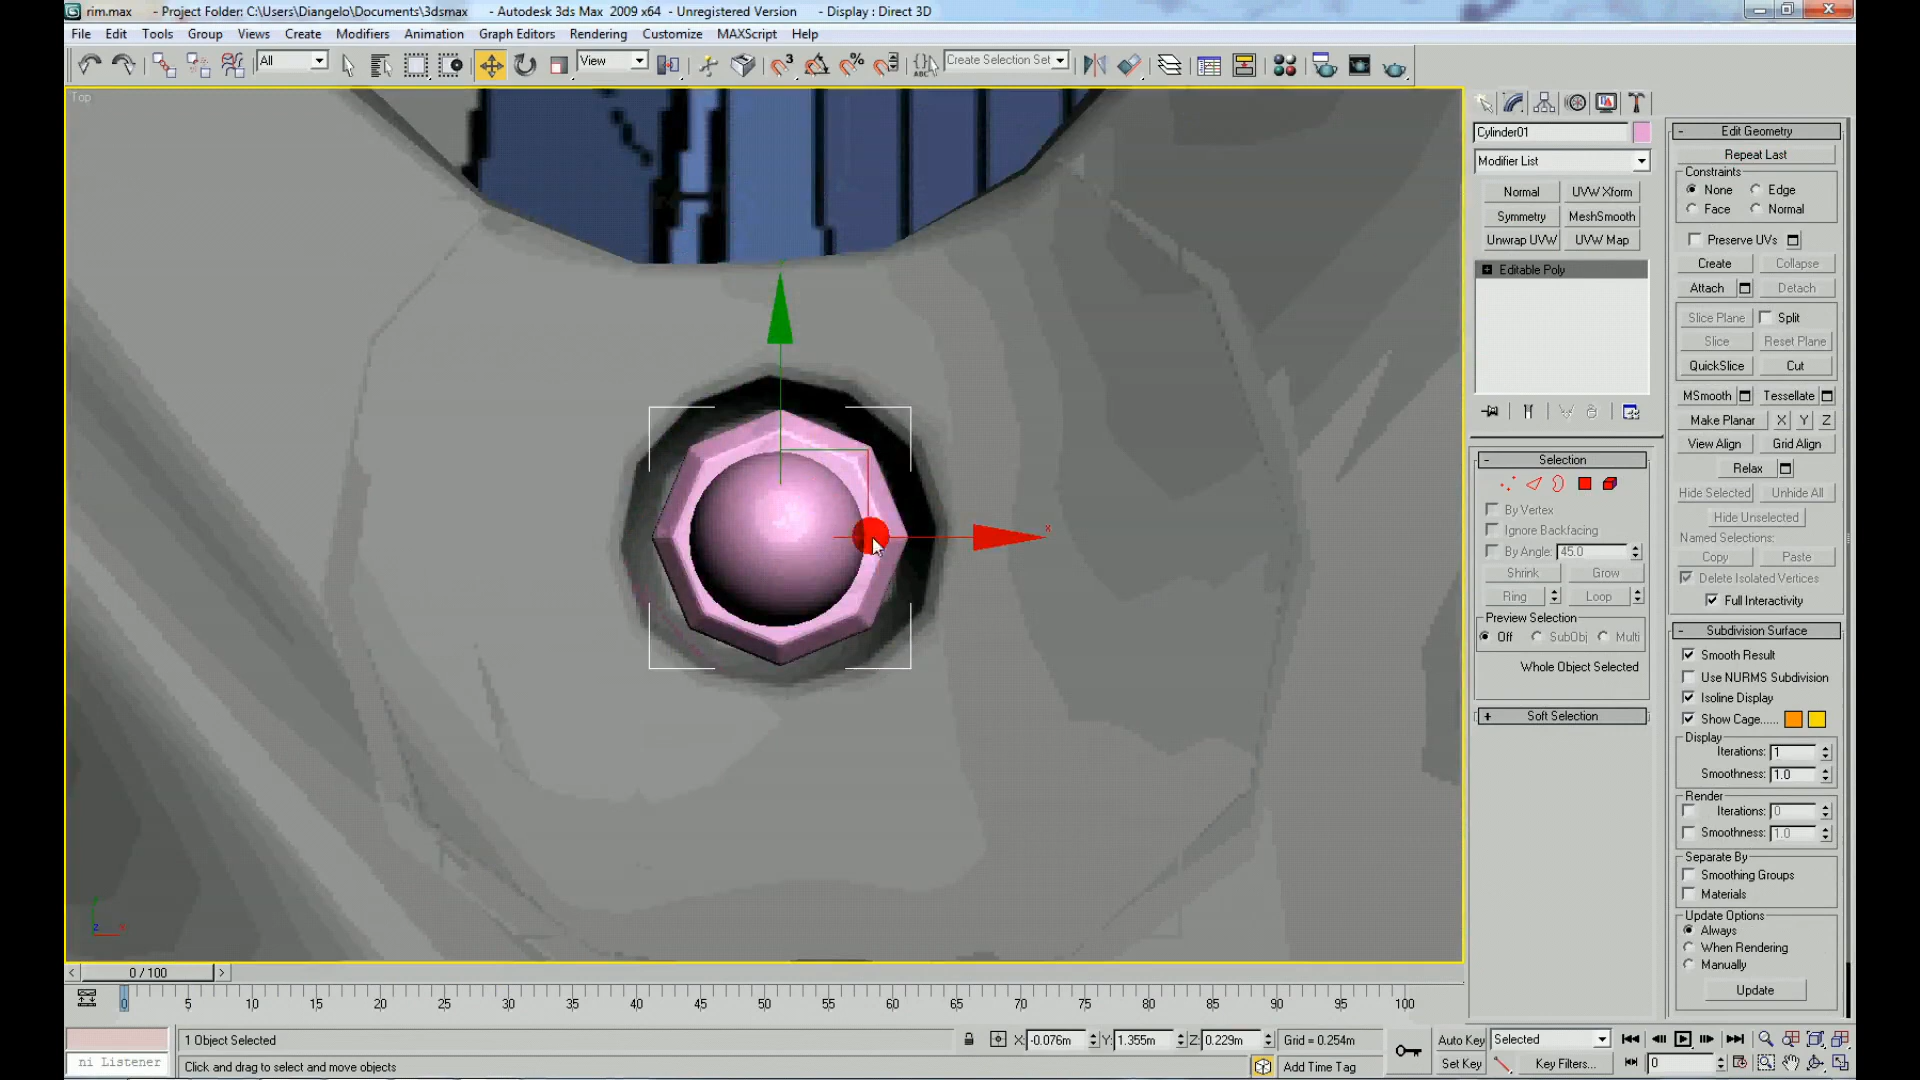 rim.max - Project Folder: C:\Users\Diangelo\Documents\3dsmax - Autodesk 3ds Max 2009 x64 - Unregistered Version - Display : Direct 3D
File Edit Tools Group Views Create Modifiers Animation Graph Editors Rendering Customize MAXScript Help
All View 3 % ABC Create Selection Set
Top
Cylinder01
Modifier List
Normal UVW Xform
Symmetry MeshSmooth
Unwrap UVW UVW Map
Editable Poly
Selection
By Vertex
Ignore Backfacing
By Angle: 45.0
Shrink Grow
Ring Loop
Preview Selection
Off SubObj Multi
Whole Object Selected
Soft Selection
Edit Geometry
Repeat Last
Constraints
None Edge
Face Normal
Preserve UVs
Create Collapse
Attach Detach
Slice Plane Split
Slice Reset Plane
QuickSlice Cut
MSmooth Tessellate
Make Planar X Y Z
View Align Grid Align
Relax
Hide Selected Unhide All
Hide Unselected
Named Selections:
Copy Paste
Delete Isolated Vertices
Full Interactivity
Subdivision Surface
Smooth Result
Use NURMS Subdivision
Isoline Display
Show Cage......
Display
Iterations: 1
Smoothness: 1.0
Render
Iterations: 0
Smoothness: 1.0
Separate By
Smoothing Groups
Materials
Update Options
Always
When Rendering
Manually
Update
x
z x
< 0 / 100 >
0 5 10 15 20 25 30 35 40 45 50 55 60 65 70 75 80 85 90 95 100
1 Object Selected X: -0.076m Y: 1.355m Z: 0.229m Grid = 0.254m Auto Key Selected
ni Listener Click and drag to select and move objects Add Time Tag Set Key Key Filters... 0